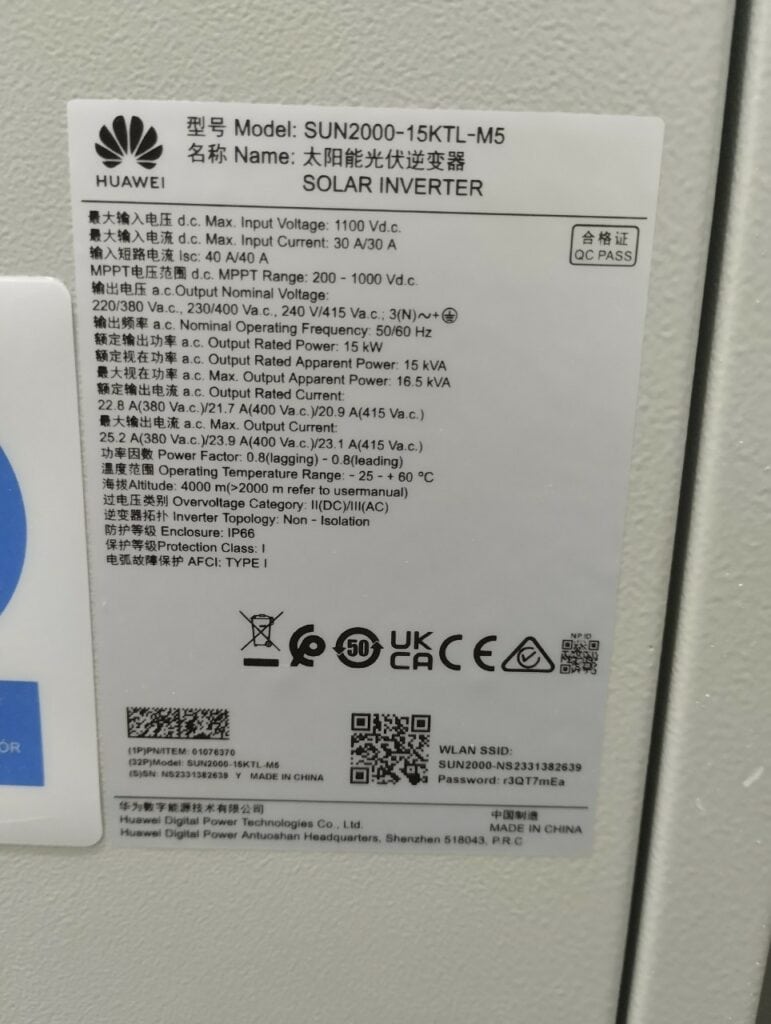 HUAWEI
型号 Model: SUN2000-15KTL-M5
名称 Name: 太阳能光伏逆变器
SOLAR INVERTER
最大输入电压 d.c. Max. Input Voltage: 1100 Vd.c.
最大输入电流 d.c. Max. Input Current: 30 A/30 A
输入短路电流 Isc: 40 A/40 A
MPPT电压范围 d.c. MPPT Range: 200 - 1000 Vd.c.
输出电压 a.c.Output Nominal Voltage:
220/380 Va.c., 230/400 Va.c., 240 V/415 Va.c.; 3(N)~+⏚
输出频率 a.c. Nominal Operating Frequency: 50/60 Hz
额定输出功率 a.c. Output Rated Power: 15 kW
额定视在功率 a.c. Output Rated Apparent Power: 15 kVA
最大视在功率 a.c. Max. Output Apparent Power: 16.5 kVA
额定输出电流 a.c. Output Rated Current:
22.8 A(380 Va.c.)/21.7 A(400 Va.c.)/20.9 A(415 Va.c.)
最大输出电流 a.c. Max. Output Current:
25.2 A(380 Va.c.)/23.9 A(400 Va.c.)/23.1 A(415 Va.c.)
功率因数 Power Factor: 0.8(lagging) - 0.8(leading)
温度范围 Operating Temperature Range: - 25 - + 60 °C
海拔Altitude: 4000 m(>2000 m refer to usermanual)
过电压类别 Overvoltage Category: II(DC)/III(AC)
逆变器拓扑 Inverter Topology: Non - Isolation
防护等级 Enclosure: IP66
保护等级Protection Class: I
电弧故障保护 AFCI: TYPE I
合格证
QC PASS
50
UK
CA
CE
NP ID
(1P)PN/ITEM: 01076370
(32P)Model: SUN2000-15KTL-M5
(S)SN: NS2331382639 Y MADE IN CHINA
WLAN SSID:
SUN2000-NS2331382639
Password: r3QT7mEa
华为数字能源技术有限公司
Huawei Digital Power Technologies Co., Ltd.
Huawei Digital Power Antuoshan Headquarters, Shenzhen 518043, P.R.C
中国制造
MADE IN CHINA
ÓR